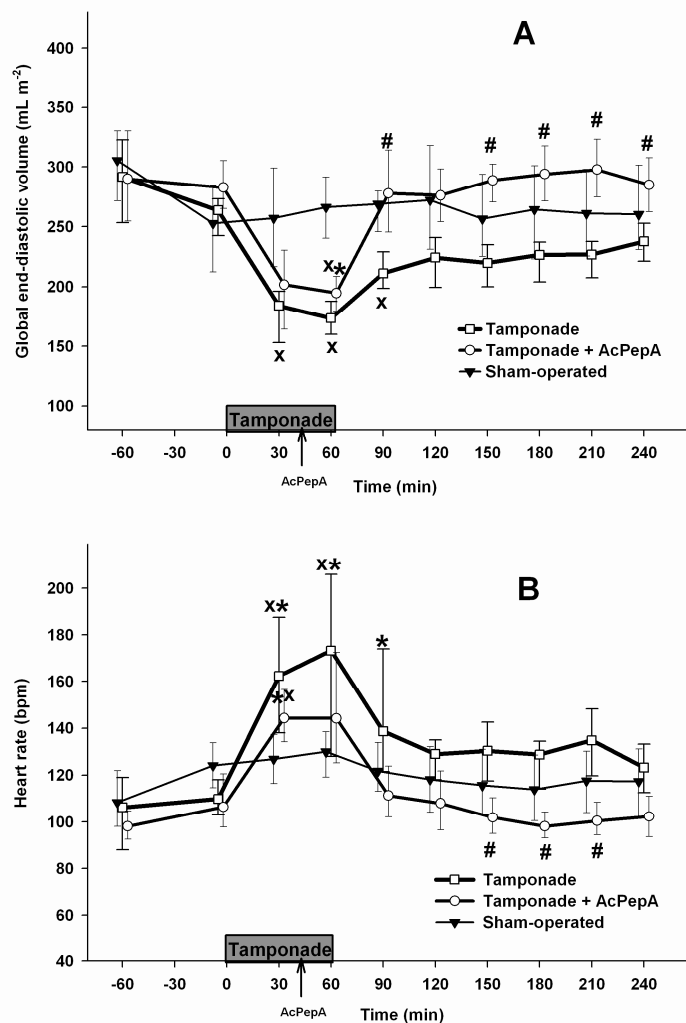 A
400
350
300
250
200
150
100
Global end-diastolic volume (mL m-2)
# # # # #
x*
x x x
Tamponade
Tamponade + AcPepA
Sham-operated
Tamponade
-60 -30 0 30 60 90 120 150 180 210 240
AcPepA
Time (min)
B
200
180
160
140
120
100
80
60
40
Heart rate (bpm)
x*
x*
*
*x
# # #
Tamponade
Tamponade + AcPepA
Sham-operated
Tamponade
-60 -30 0 30 60 90 120 150 180 210 240
AcPepA
Time (min)